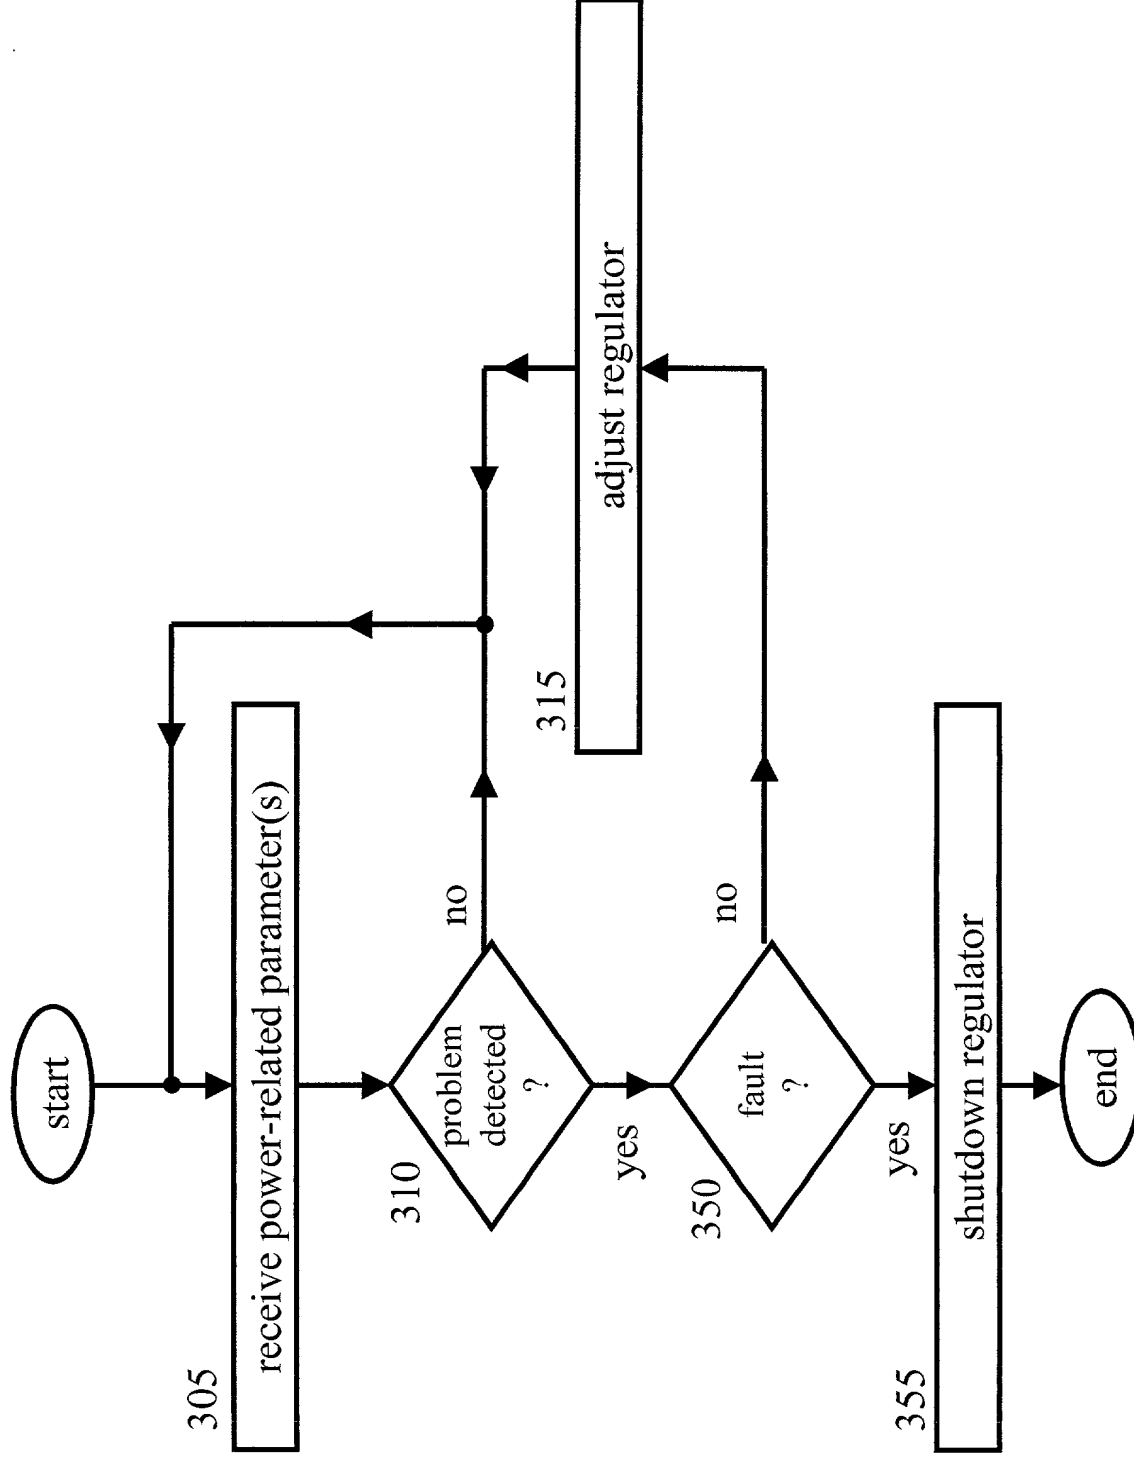 start
305
receive power-related parameter(s)
310
problem
detected
?
no
yes
315
adjust regulator
350
fault
?
no
yes
355
shutdown regulator
end